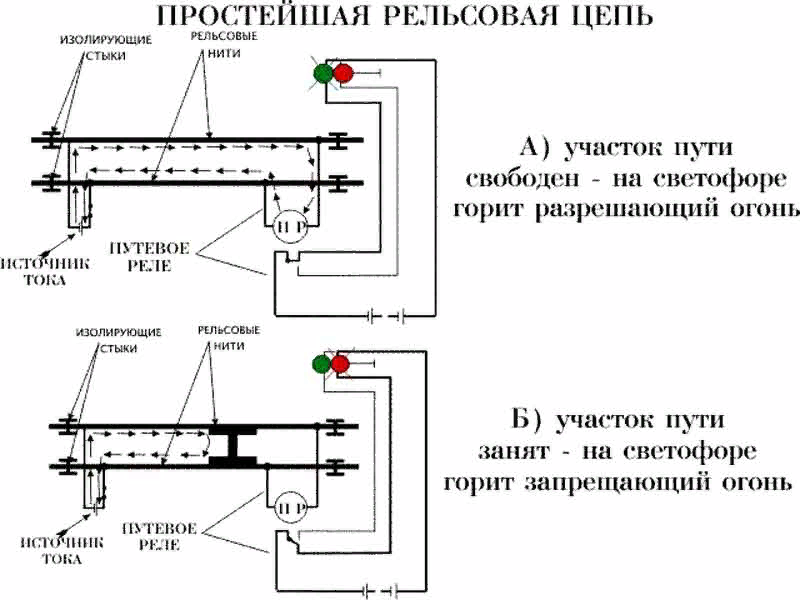 ПРОСТЕЙШАЯ РЕЛЬСОВАЯ ЦЕПЬ
ИЗОЛИРУЮЩИЕ
СТЫКИ
РЕЛЬСОВЫЕ
НИТИ
А) участок пути
свободен - на светофоре
горит разрешающий огонь
П Р
ПУТЕВОЕ
РЕЛЕ
ИСТОЧНИК
ТОКА
ИЗОЛИРУЮЩИЕ
СТЫКИ
РЕЛЬСОВЫЕ
НИТИ
Б) участок пути
занят - на светофоре
горит запрещающий огонь
П Р
ПУТЕВОЕ
РЕЛЕ
ИСТОЧНИК
ТОКА